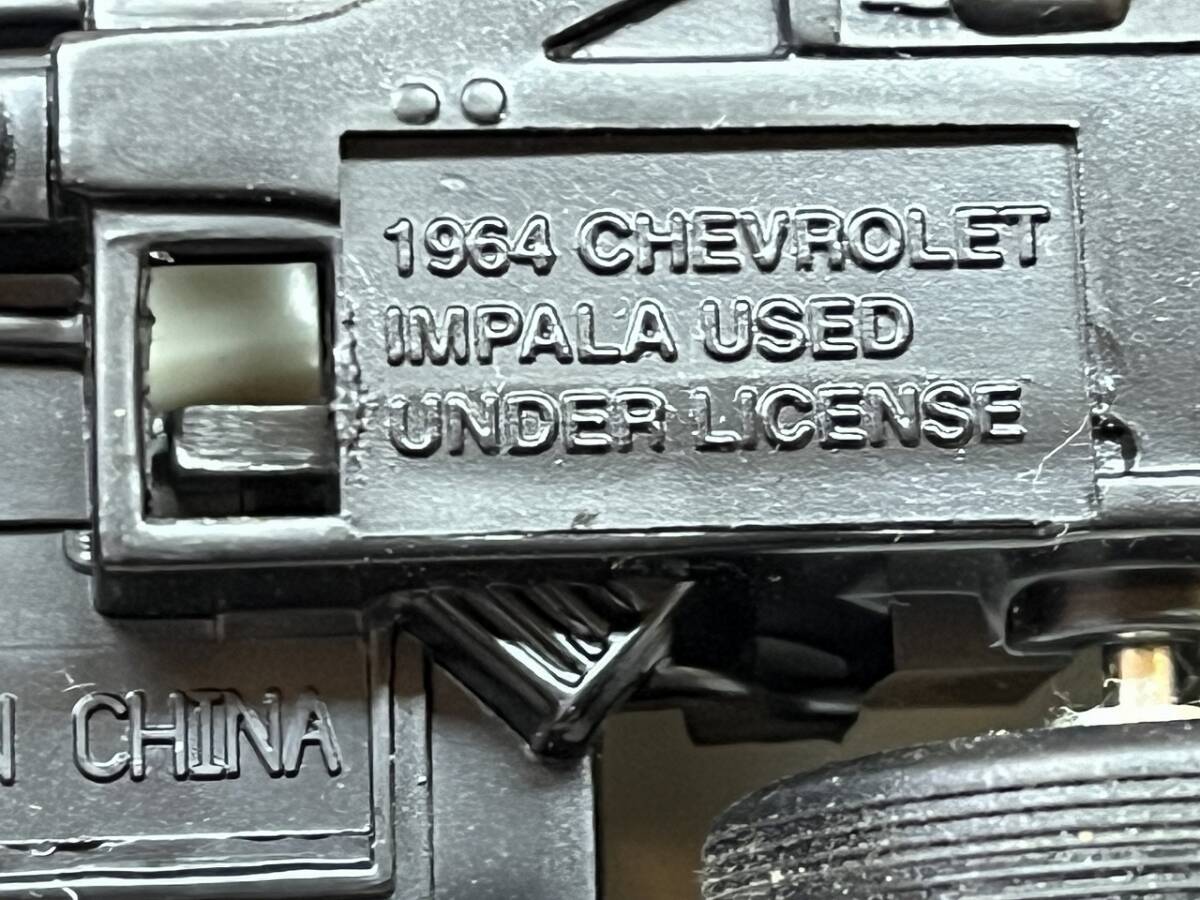 1964 CHEVROLET
IMPALA USED
UNDER LICENSE
CHINA